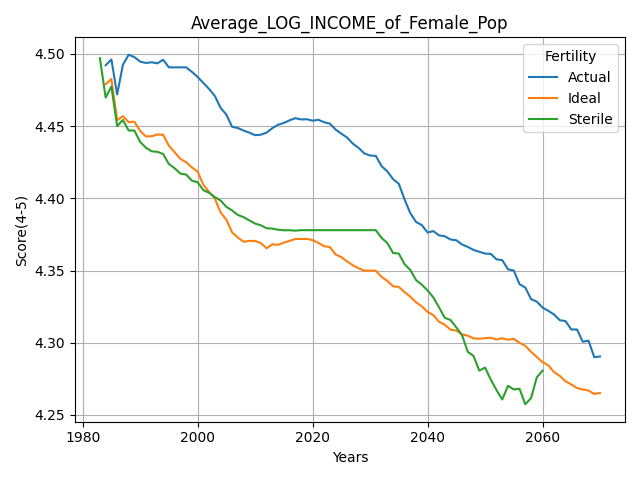 Average_LOG_INCOME_of_Female_Pop
Score(4-5)
4.50
4.45
4.40
4.35
4.30
4.25
1980
2000
2020
2040
2060
Years
Fertility
Actual
Ideal
Sterile